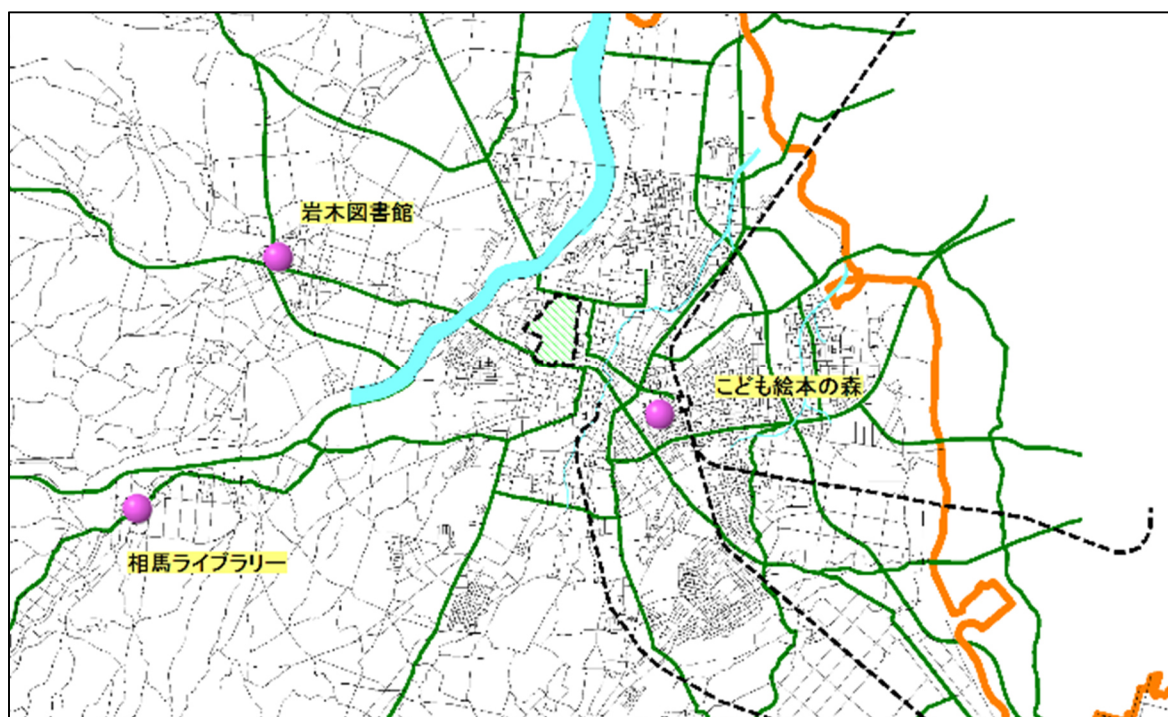 岩木図書館
こども絵本の森
相馬ライブラリー